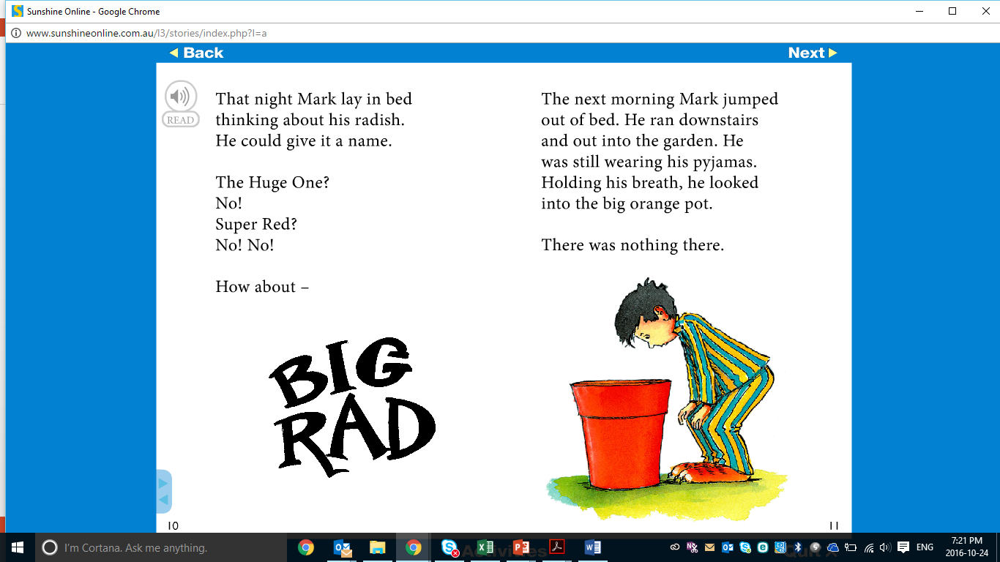 Sunshine Online - Google Chrome
www.sunshineonline.com.au/l3/stories/index.php?l=a
Back
Next
READ
That night Mark lay in bed
thinking about his radish.
He could give it a name.
The Huge One?
No!
Super Red?
No! No!
How about –
BIG
RAD
10
The next morning Mark jumped
out of bed. He ran downstairs
and out into the garden. He
was still wearing his pyjamas.
Holding his breath, he looked
into the big orange pot.
There was nothing there.
11
Activities
Quit X
I'm Cortana. Ask me anything.
ENG
7:21 PM
2016-10-24